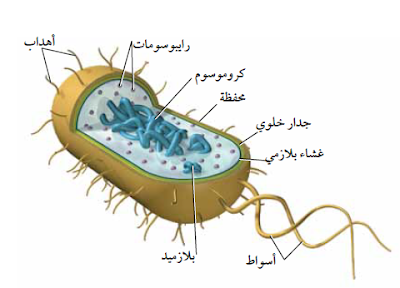 أهداب
رايبوسومات
كروموسوم
محفظة
جدار خلوي
غشاء بلازمي
بلازميد
أسواط